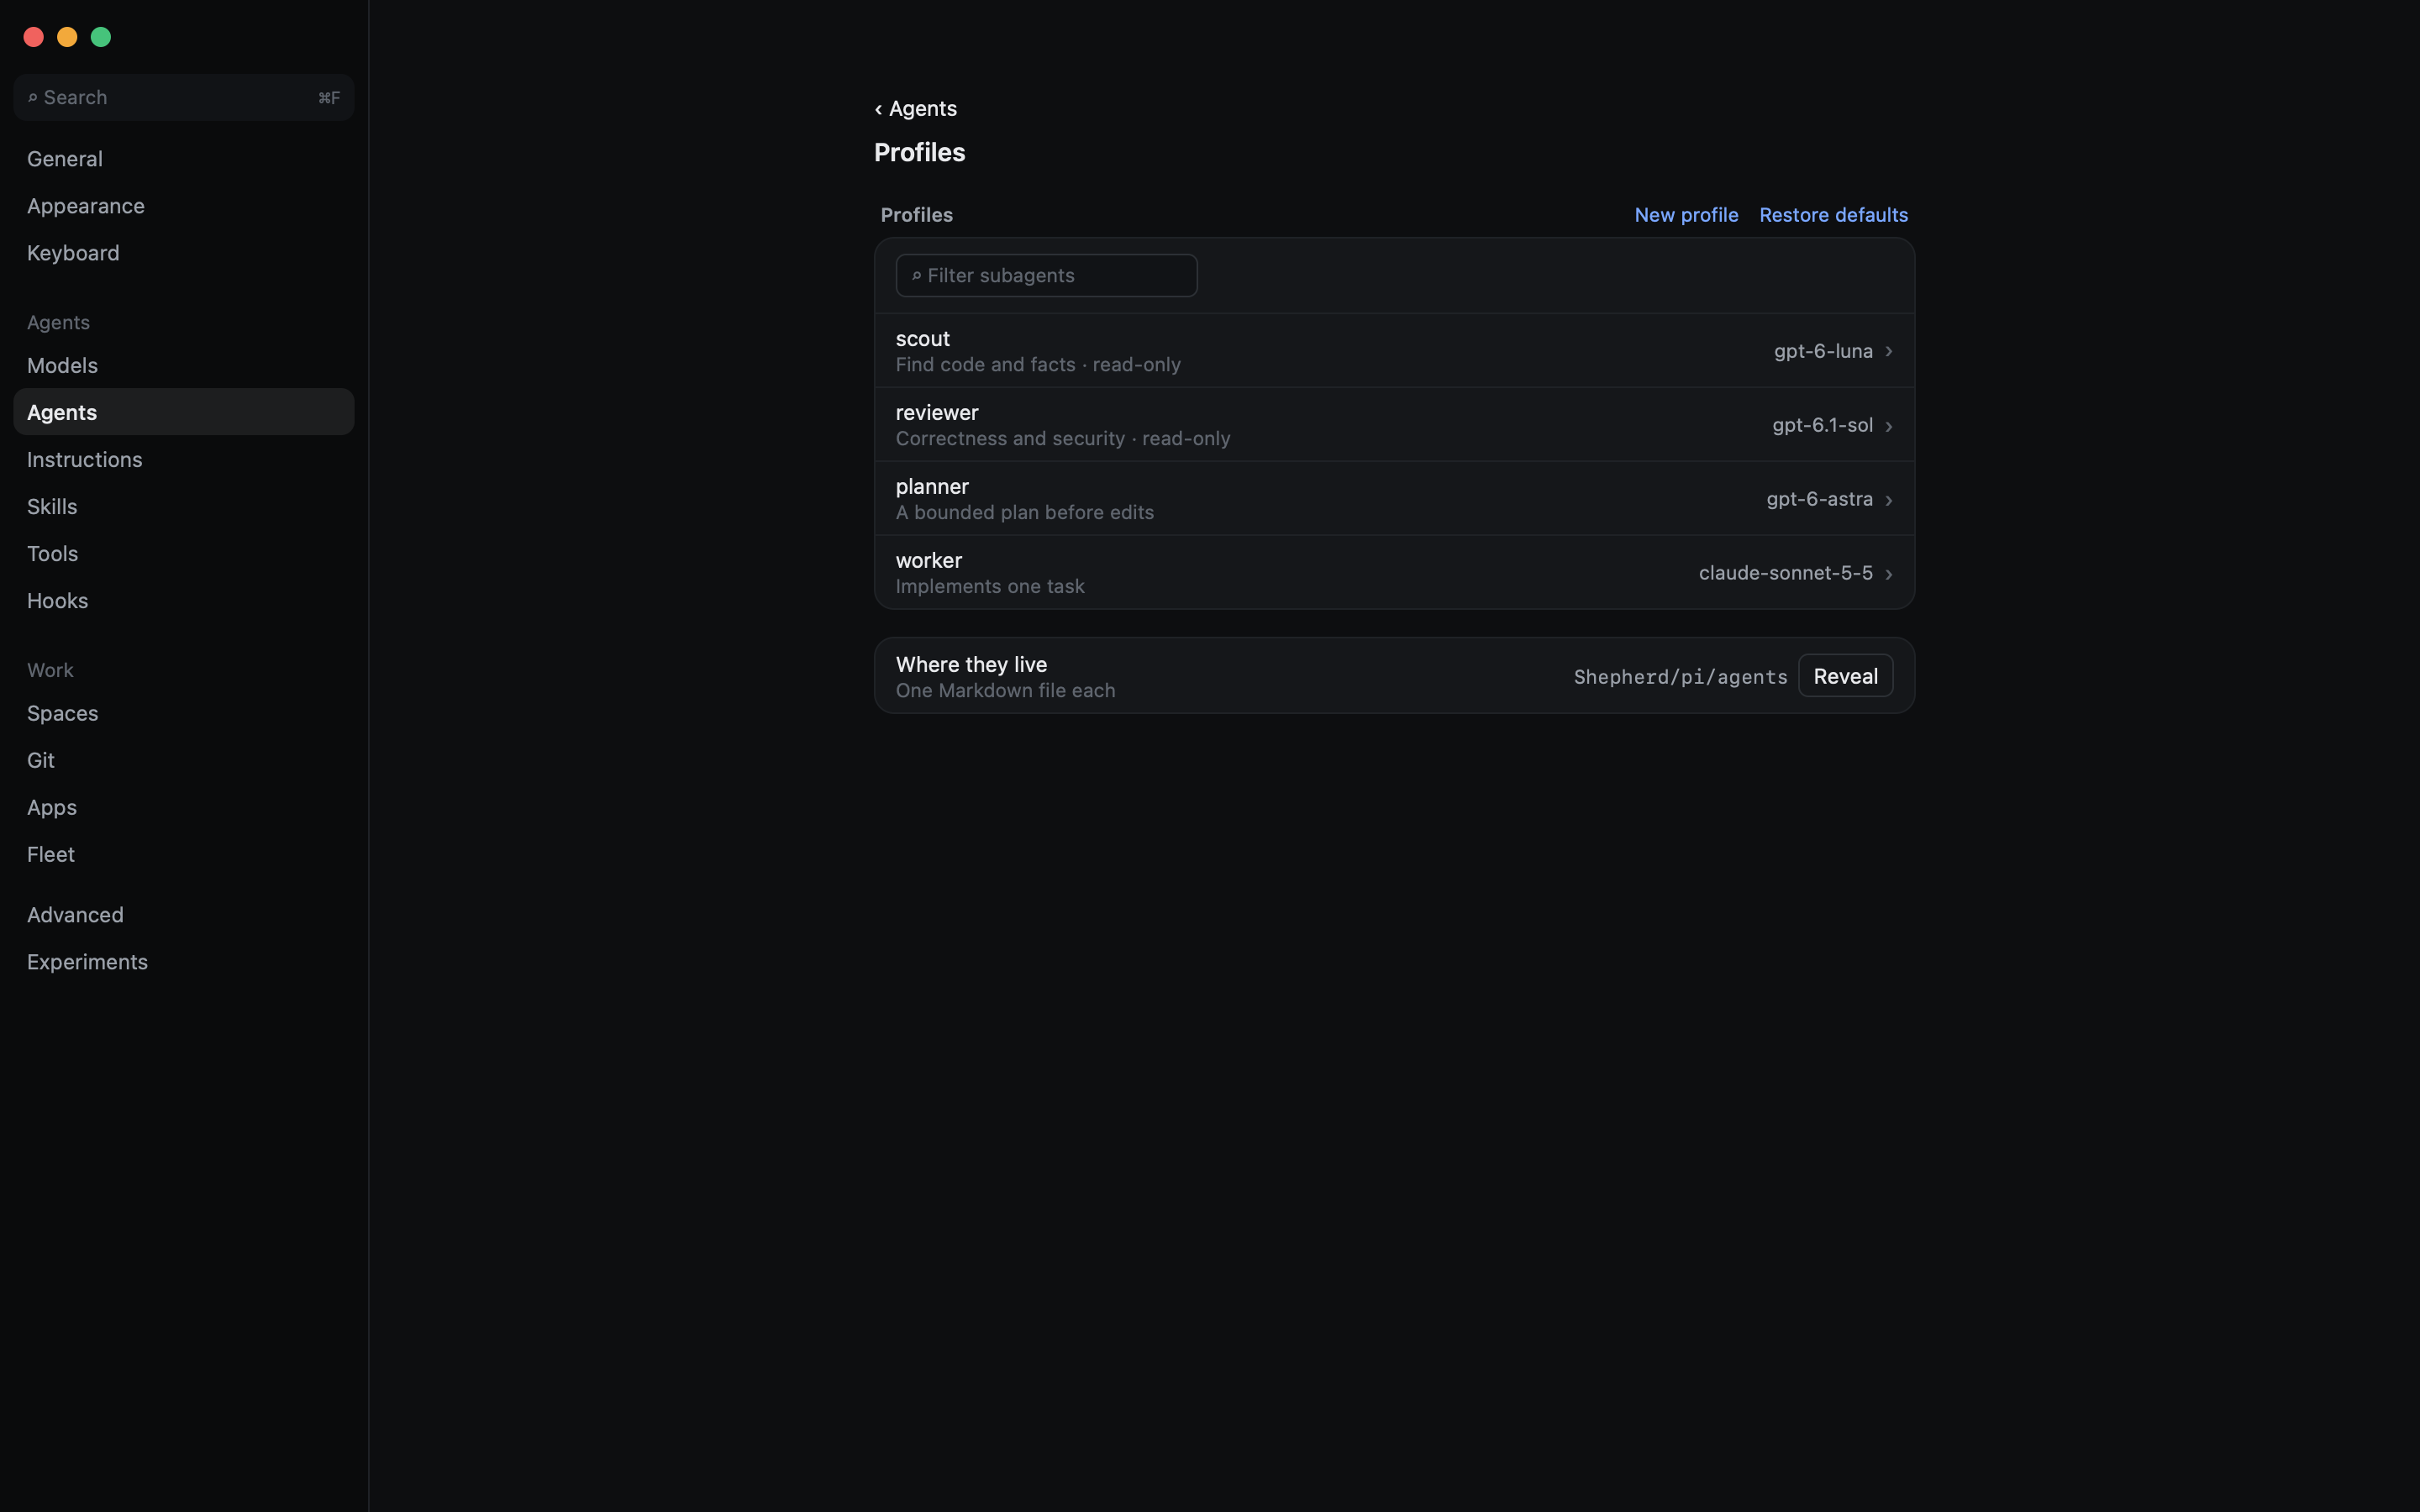 Search ⌘F
General
Appearance
Keyboard
Agents
Models
Agents
Instructions
Skills
Tools
Hooks
Work
Spaces
Git
Apps
Fleet
Advanced
Experiments
‹ Agents
Profiles
Profiles New profile Restore defaults
Filter subagents
scout
Find code and facts · read-only
gpt-6-luna ›
reviewer
Correctness and security · read-only
gpt-6.1-sol ›
planner
A bounded plan before edits
gpt-6-astra ›
worker
Implements one task
claude-sonnet-5-5 ›
Where they live
One Markdown file each
Shepherd/pi/agents Reveal